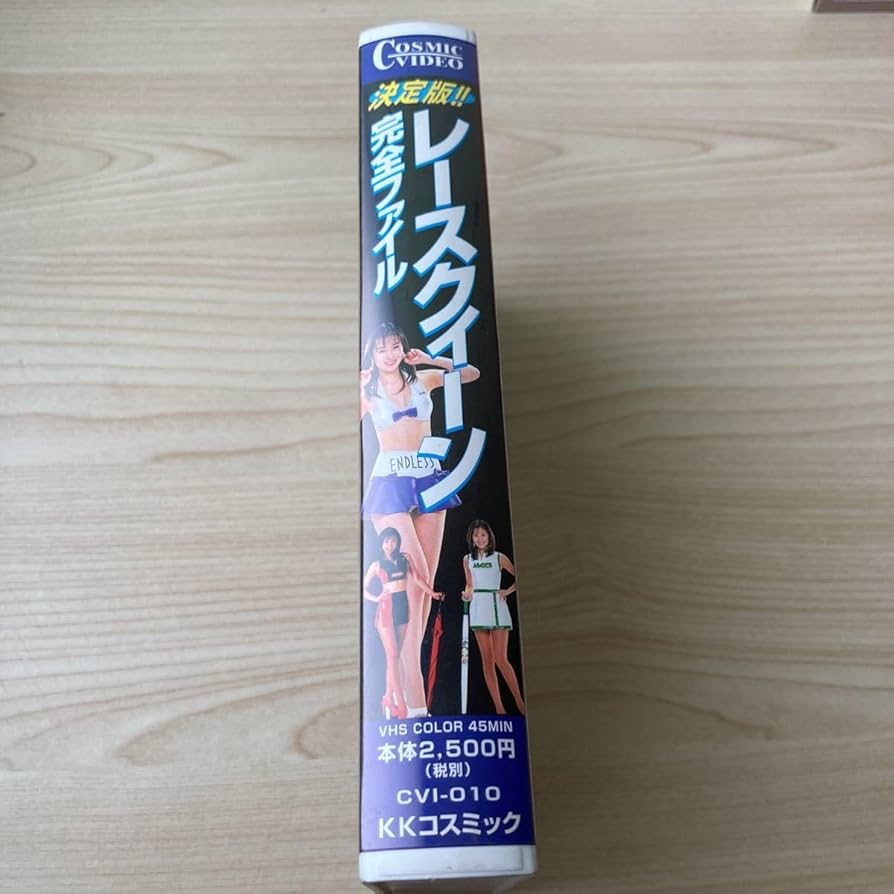 COSMIC
VIDEO
決定版!!
レースクィーン
完全ファイル
ENDLESS
VHS COLOR 45MIN
本体2,500円
(税別)
CVI-010
KKコスミック